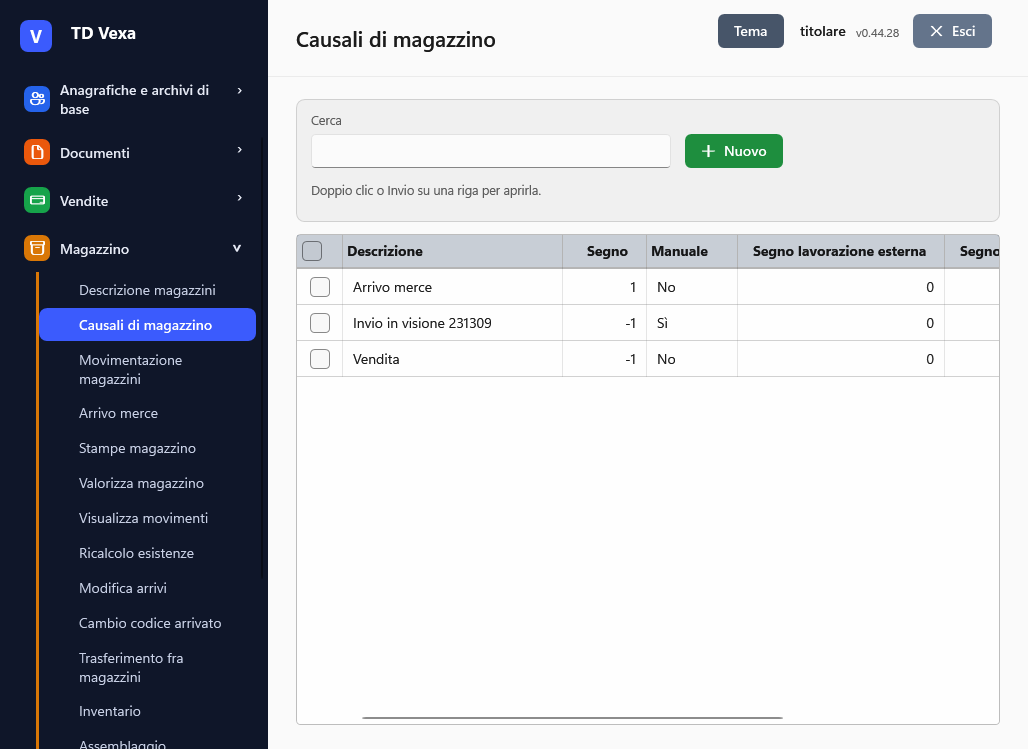 V
TD Vexa
Anagrafiche e archivi di
base
Documenti
Vendite
Magazzino
Descrizione magazzini
Causali di magazzino
Movimentazione
magazzini
Arrivo merce
Stampe magazzino
Valorizza magazzino
Visualizza movimenti
Ricalcolo esistenze
Modifica arrivi
Cambio codice arrivato
Trasferimento fra
magazzini
Inventario
Assemblaggio
Causali di magazzino
Tema
titolare v0.44.28
Esci
Cerca
Nuovo
Doppio clic o Invio su una riga per aprirla.
Descrizione Segno Manuale Segno lavorazione esterna Segno
Arrivo merce 1 No 0
Invio in visione 231309 -1 Sì 0
Vendita -1 No 0